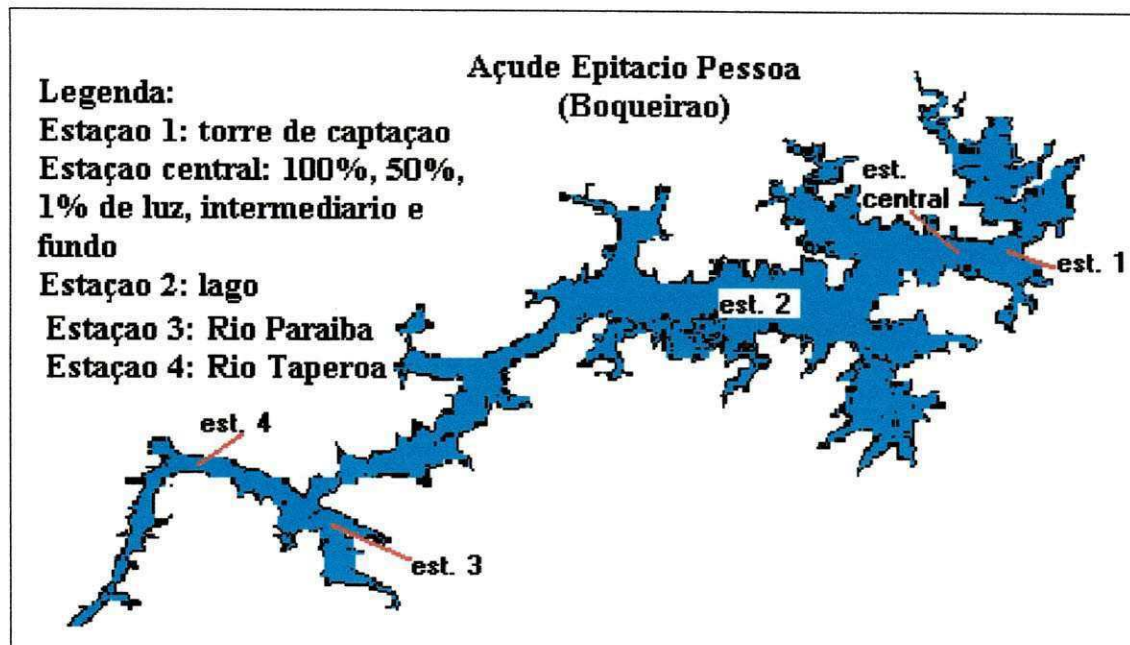 Açude Epitacio Pessoa
(Boqueirao)
Legenda:
Estaçao 1: torre de captaçao
Estaçao central: 100%, 50%,
1% de luz, intermediario e
fundo
Estaçao 2: lago
Estaçao 3: Rio Paraiba
Estaçao 4: Rio Taperoa
est.
central
est. 1
est. 2
est. 4
est. 3